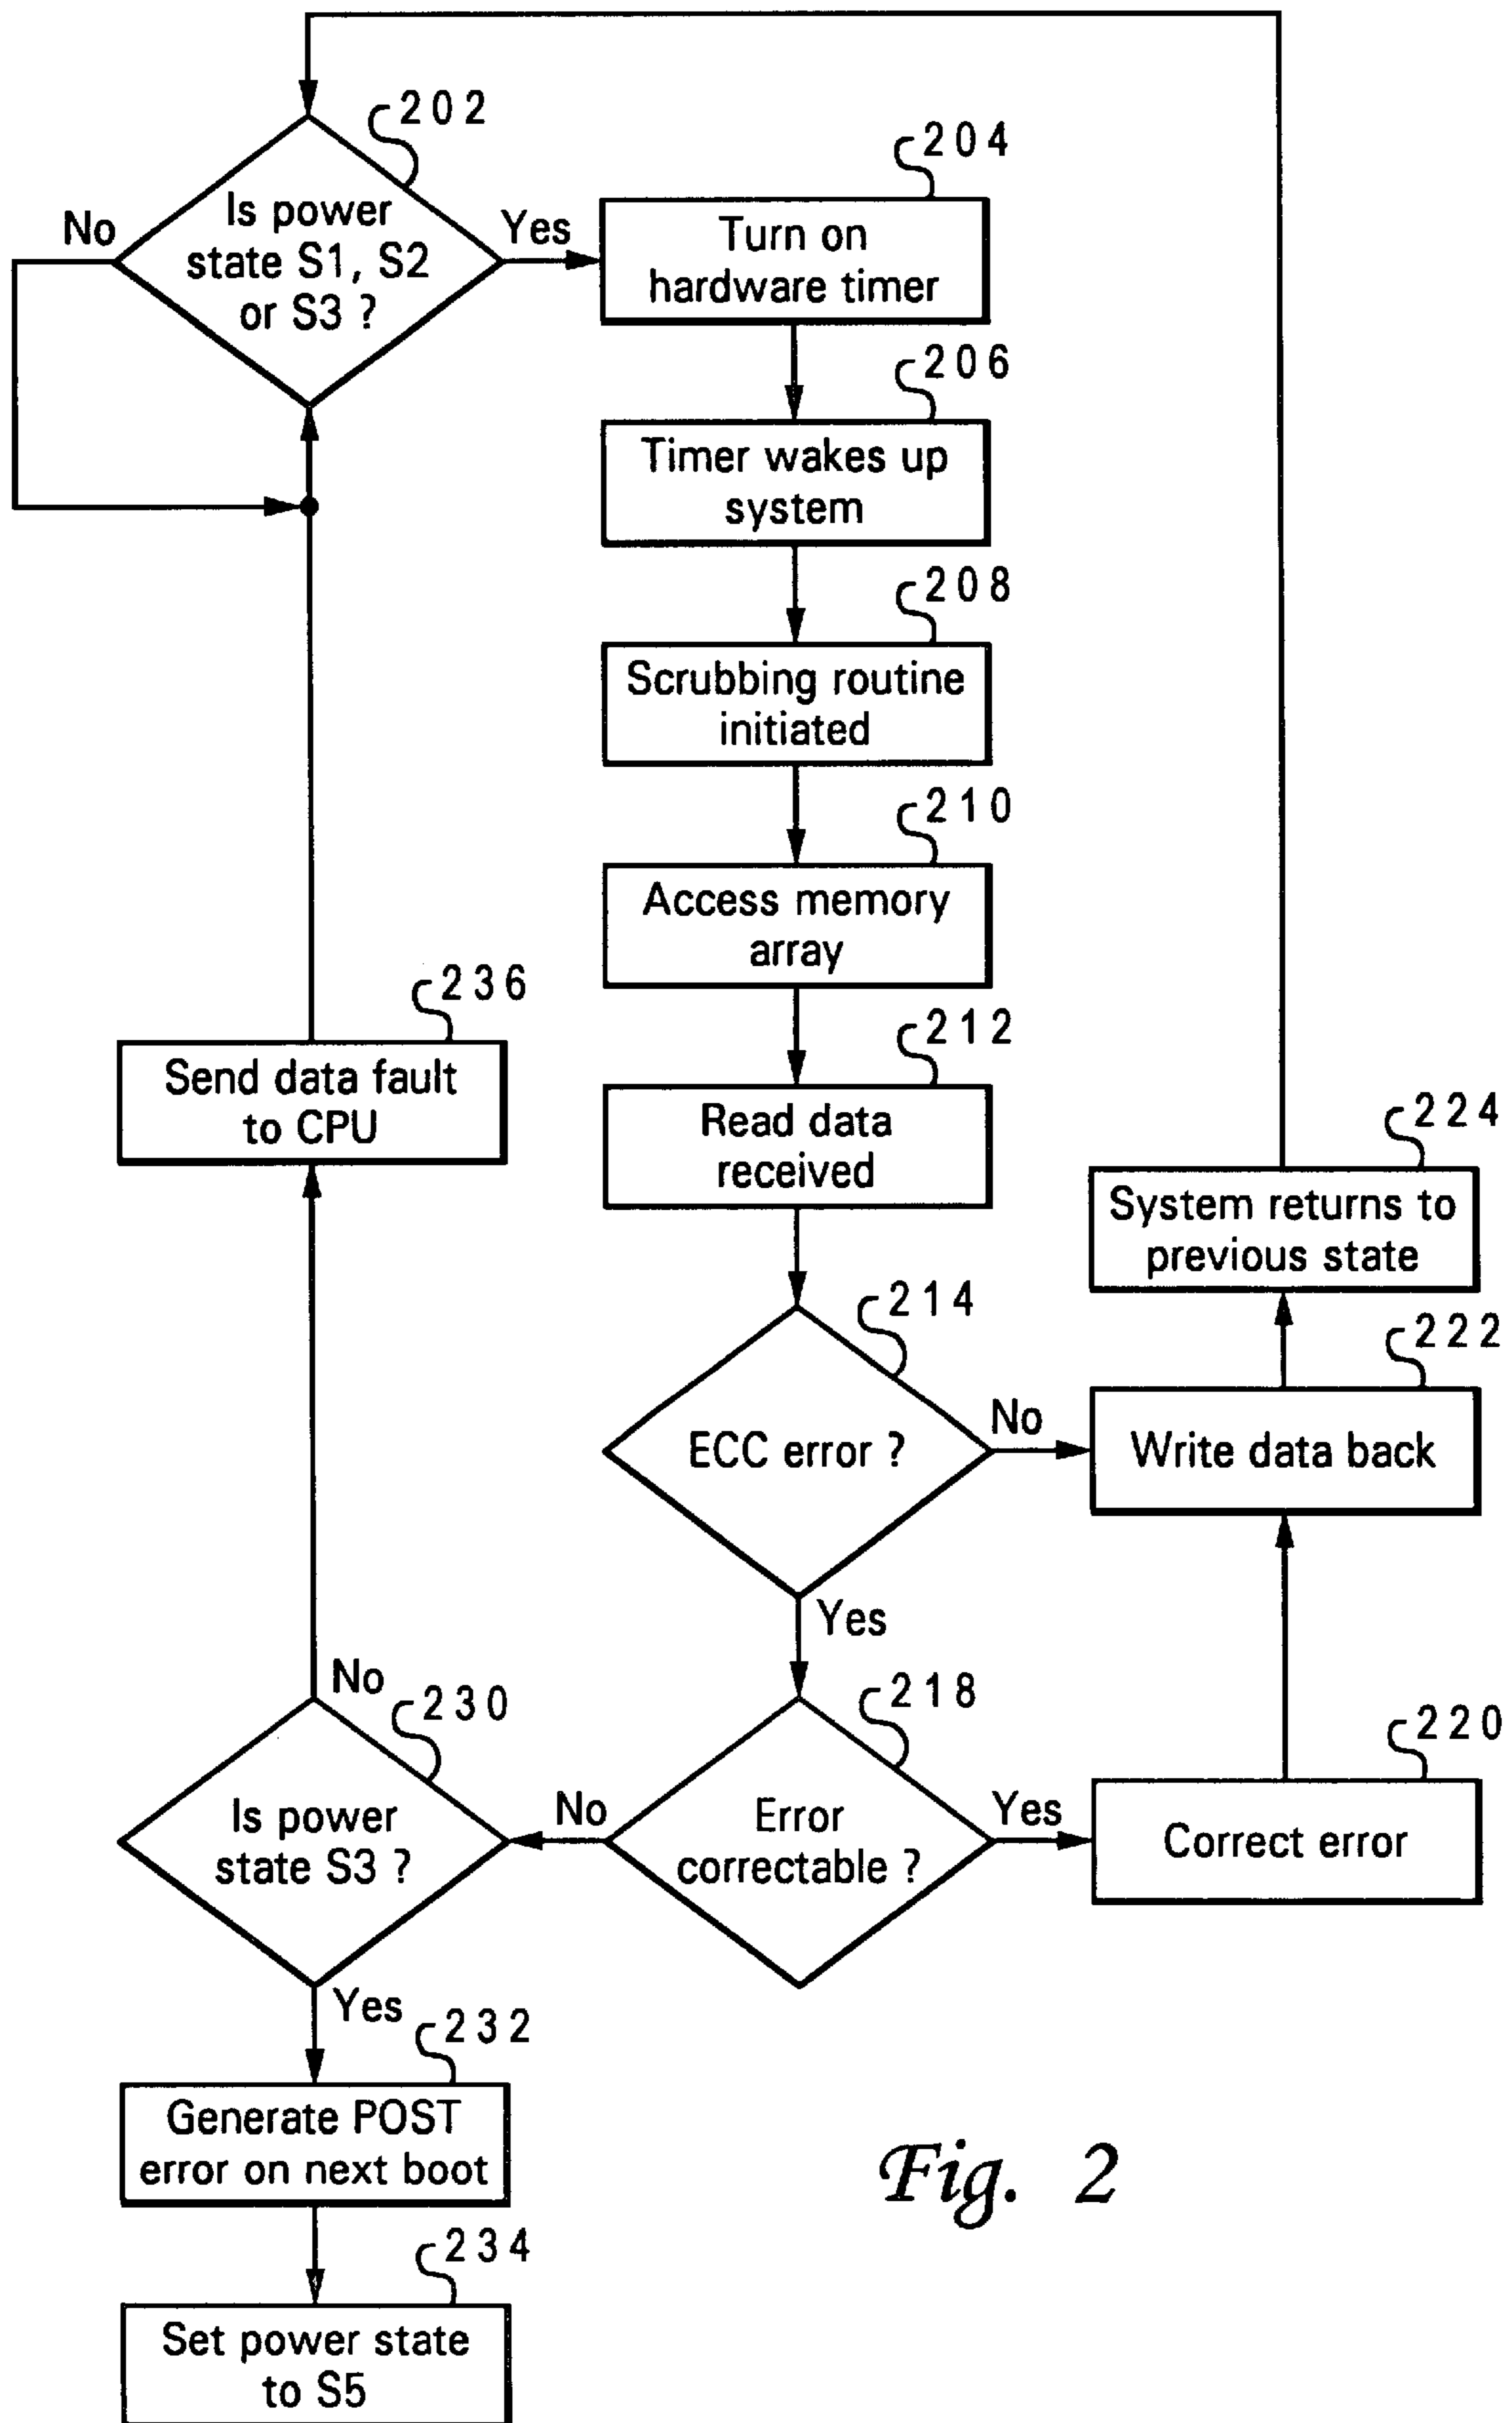 202
Is power
state S1, S2
or S3 ?
No
Yes
204
Turn on
hardware timer
206
Timer wakes up
system
208
Scrubbing routine
initiated
210
Access memory
array
212
Read data
received
214
ECC error ?
No
Yes
218
Error
correctable ?
Yes
No
220
Correct error
222
Write data back
224
System returns to
previous state
230
Is power
state S3 ?
No
Yes
236
Send data fault
to CPU
232
Generate POST
error on next boot
234
Set power state
to S5
Fig. 2